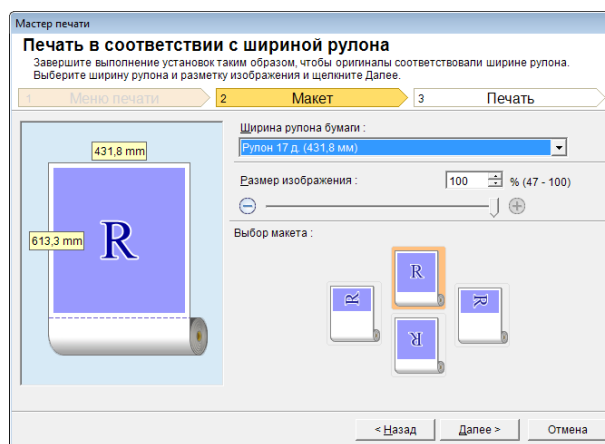 Мастер печати
Печать в соответствии с шириной рулона
Завершите выполнение установок таким образом, чтобы оригиналы соответствовали ширине рулона.
Выберите ширину рулона и разметку изображения и щелкните Далее.
1 Меню печати 2 Макет 3 Печать
Ширина рулона бумаги :
431,8 mm
Рулон 17 д. (431,8 мм)
Размер изображения : 100 % (47 - 100)
613,3 mm
R
Выбор макета :
R
R
R
R
< Назад Далее > Отмена